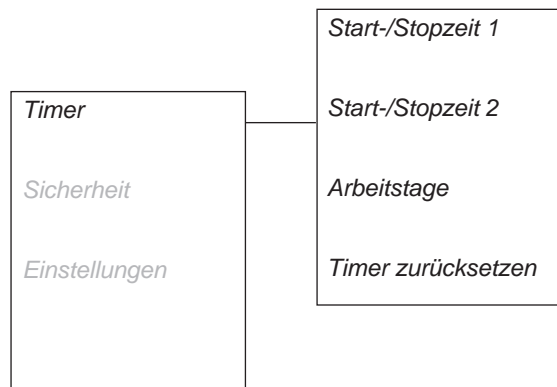 Timer
Sicherheit
Einstellungen
Start-/Stopzeit 1
Start-/Stopzeit 2
Arbeitstage
Timer zurücksetzen